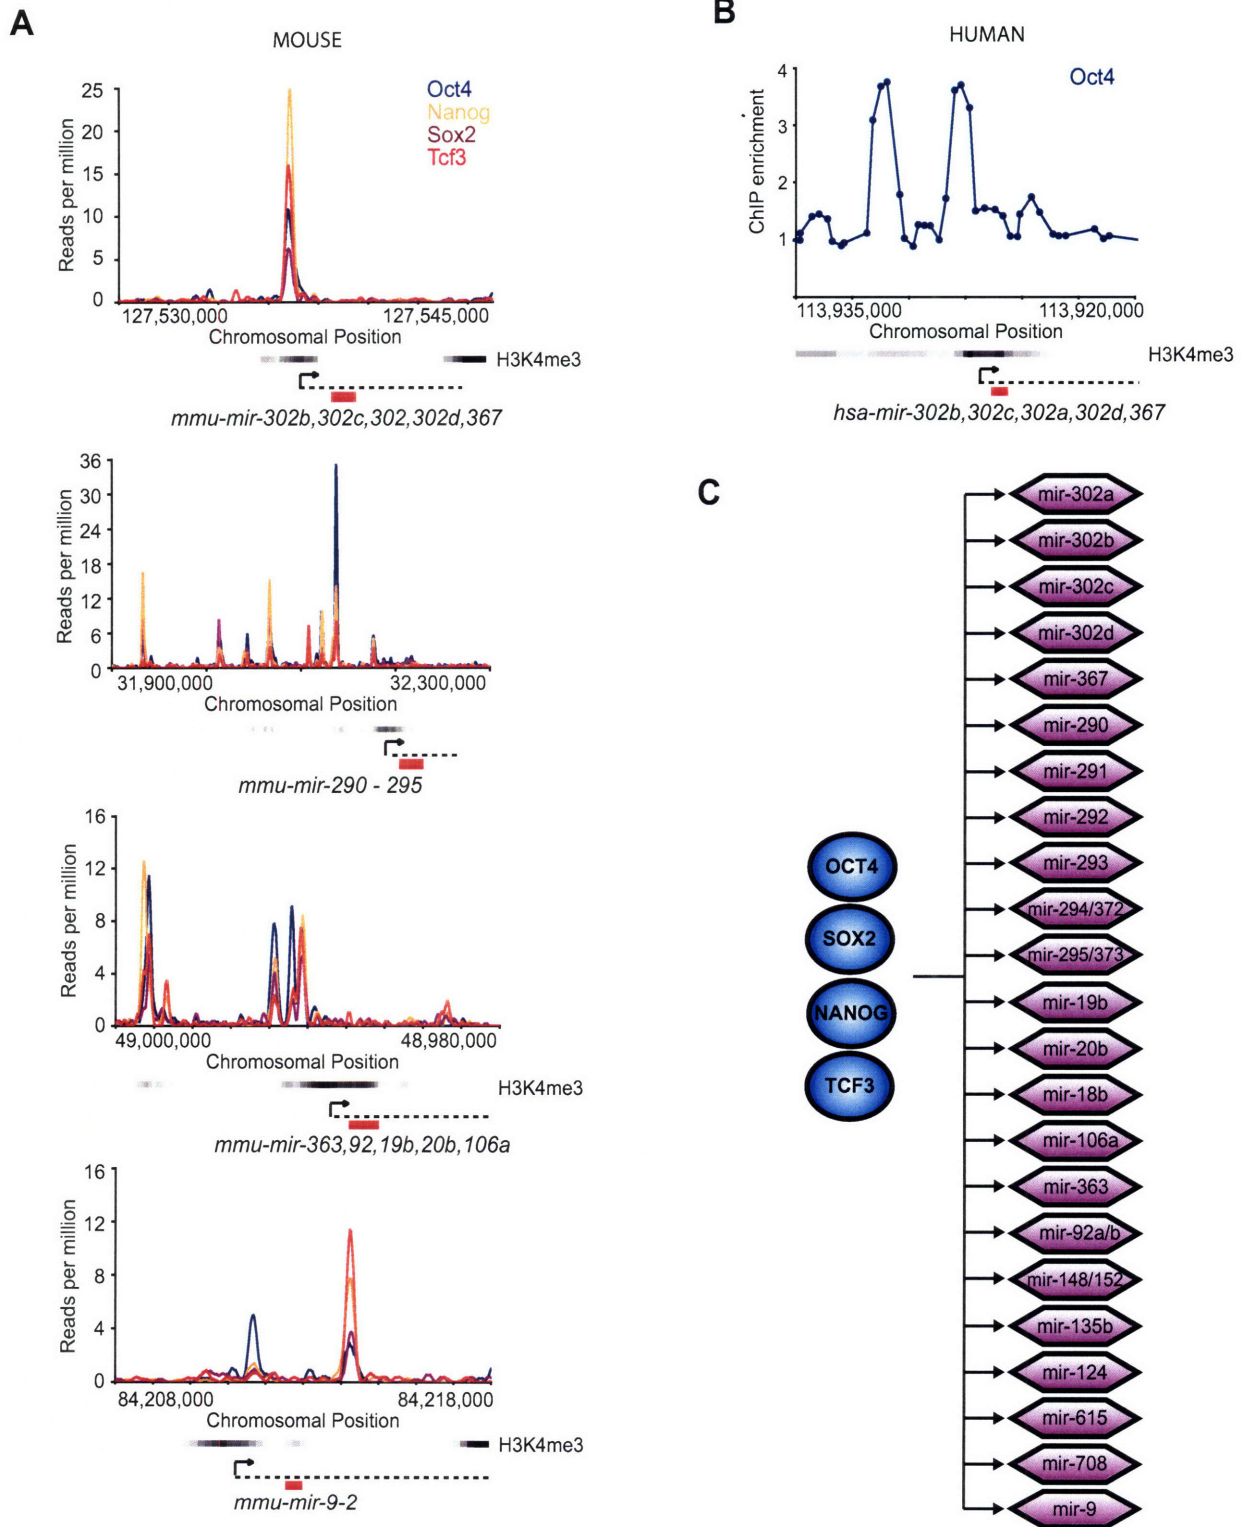 A
MOUSE
Oct4
Nanog
Sox2
Tcf3
Reads per million
25
20
15
10
5
0
127,530,000
127,545,000
Chromosomal Position
H3K4me3
mmu-mir-302b,302c,302,302d,367
Reads per million
36
30
24
18
12
6
0
31,900,000
32,300,000
Chromosomal Position
mmu-mir-290 - 295
Reads per million
16
12
8
4
0
49,000,000
48,980,000
Chromosomal Position
H3K4me3
mmu-mir-363,92,19b,20b,106a
Reads per million
16
12
8
4
0
84,208,000
84,218,000
Chromosomal Position
H3K4me3
mmu-mir-9-2
B
HUMAN
Oct4
ChIP enrichment
4
3
2
1
113,935,000
113,920,000
Chromosomal Position
H3K4me3
hsa-mir-302b,302c,302a,302d,367
C
OCT4
SOX2
NANOG
TCF3
mir-302a
mir-302b
mir-302c
mir-302d
mir-367
mir-290
mir-291
mir-292
mir-293
mir-294/372
mir-295/373
mir-19b
mir-20b
mir-18b
mir-106a
mir-363
mir-92a/b
mir-148/152
mir-135b
mir-124
mir-615
mir-708
mir-9